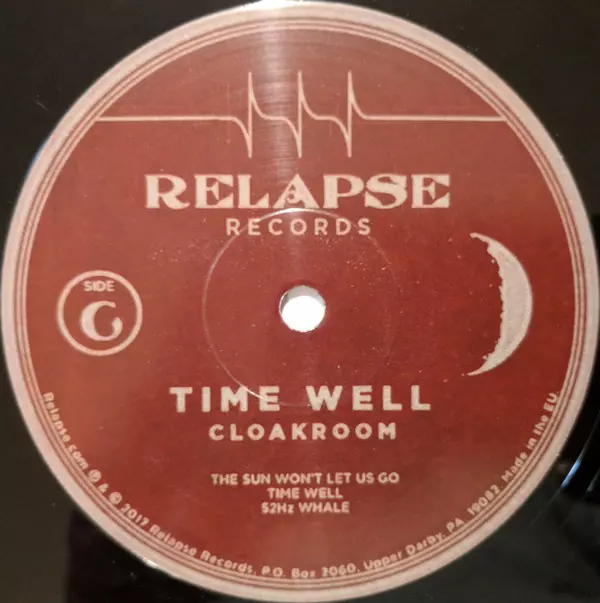 RELAPSE
RECORDS
SIDE
C
TIME WELL
CLOAKROOM
THE SUN WON'T LET US GO
TIME WELL
52Hz WHALE
Relapse.com ℗ & © 2017 Relapse Records, P.O. Box 2060, Upper Darby, PA 19082. Made in the EU.